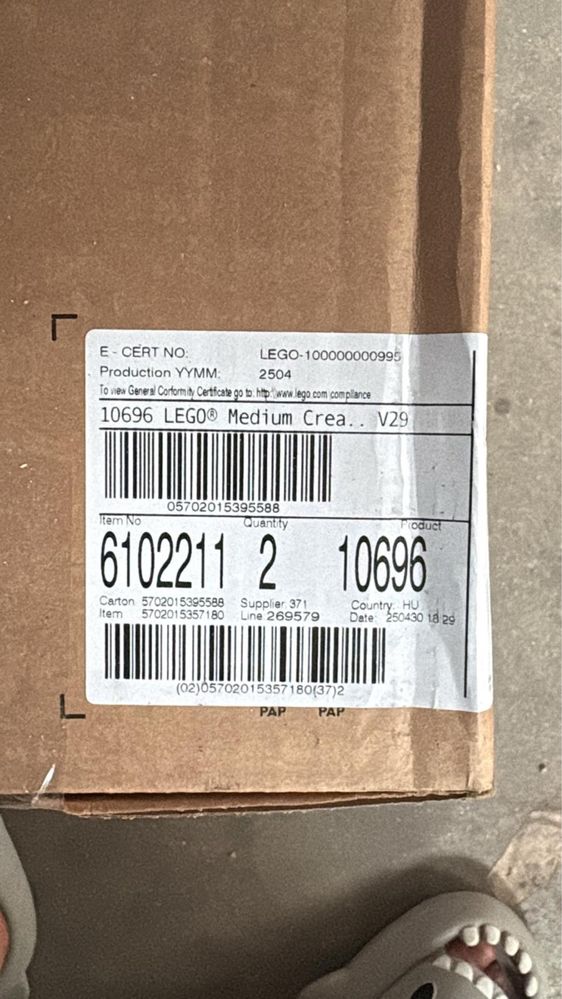 E - CERT NO: LEGO-100000000995
Production YYMM: 2504
To view General Conformity Certificate go to: http://www.lego.com/compliance
10696 LEGO® Medium Crea.. V29
05702015395588
Item No Quantity Product
6102211 2 10696
Carton 5702015395588 Supplier 371 Country: HU
Item 5702015357180 Line 269579 Date: 250430 18 29
(02)05702015357180(37)2
PAP PAP